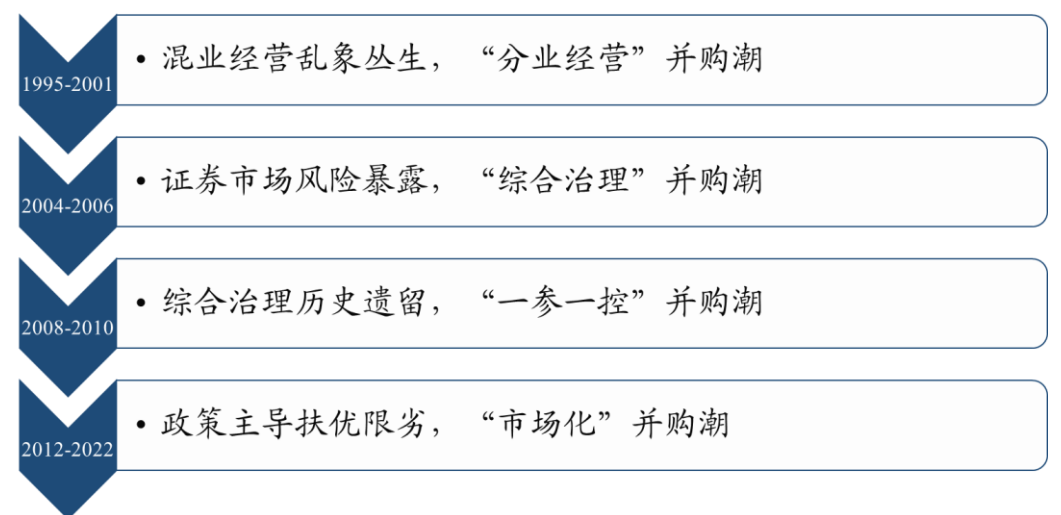 1995-2001
• 混业经营乱象丛生，“分业经营”并购潮
2004-2006
• 证券市场风险暴露，“综合治理”并购潮
2008-2010
• 综合治理历史遗留，“一参一控”并购潮
2012-2022
• 政策主导扶优限劣，“市场化”并购潮